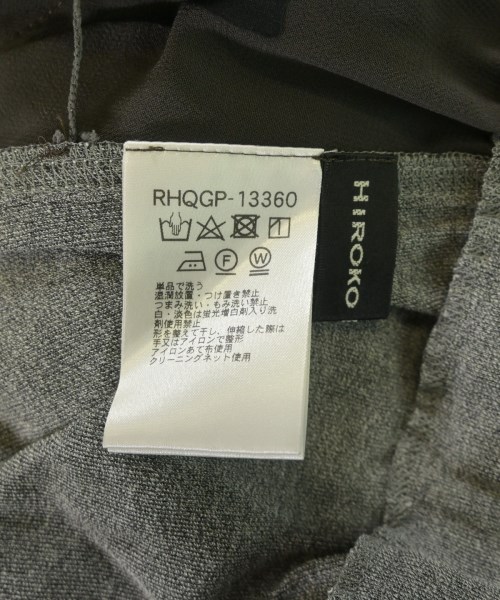 RHQGP-13360
F W
単品で洗う
湿潤放置・つけ置き禁止
つまみ洗い・もみ洗い禁止
白・淡色は蛍光増白剤入り洗
剤使用禁止
形を整えて干し、伸縮した際は
手又はアイロンで整形
アイロンあて布使用
クリーニングネット使用
HIROKO